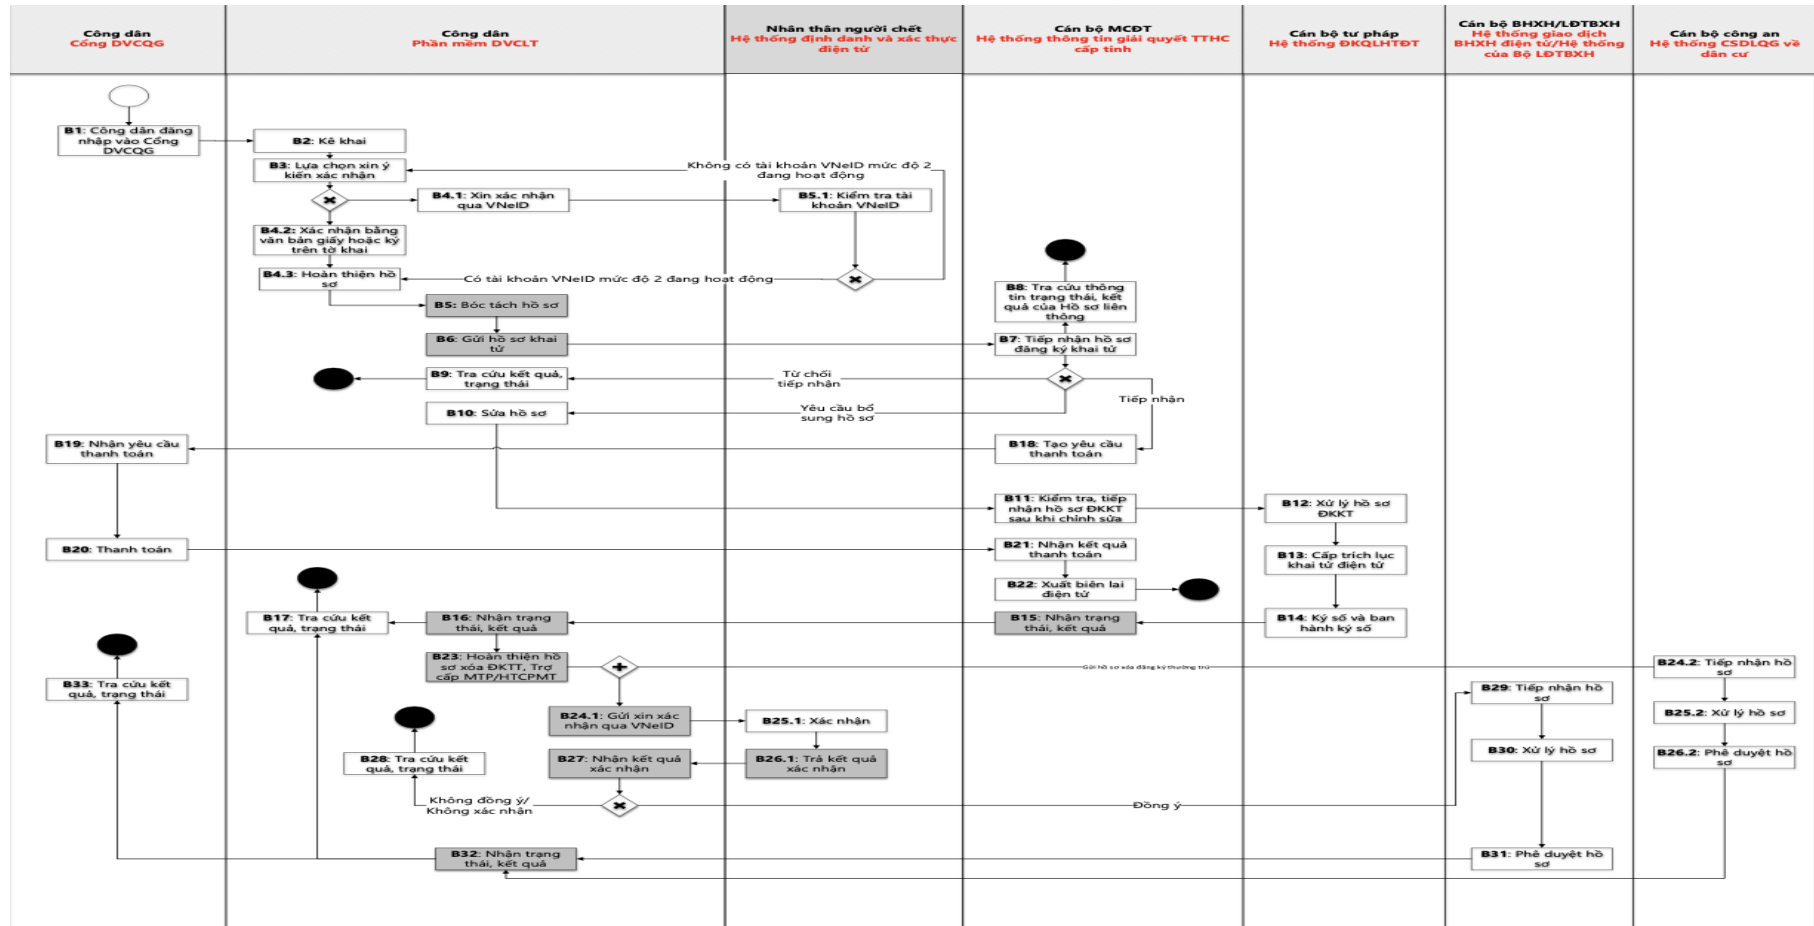 Công dân
Cổng DVCQG
Công dân
Phần mềm DVCLT
Nhân thân người chết
Hệ thống định danh và xác thực
điện tử
Cán bộ MCĐT
Hệ thống thông tin giải quyết TTHC
cấp tỉnh
Cán bộ tư pháp
Hệ thống ĐKQLHTĐT
Cán bộ BHXH/LĐTBXH
Hệ thống giao dịch
BHXH điện tử/Hệ thống
của Bộ LĐTBXH
Cán bộ công an
Hệ thống CSDLQG về
dân cư
B1: Công dân đăng
nhập vào Cổng
DVCQG
B2: Kê khai
B3: Lựa chọn xin ý
kiến xác nhận
Không có tài khoản VNeID mức độ 2
đang hoạt động
B4.1: Xin xác nhận
qua VNeID
B5.1: Kiểm tra tài
khoản VNeID
B4.2: Xác nhận bằng
văn bản giấy hoặc ký
trên tờ khai
B4.3: Hoàn thiện hồ
sơ
Có tài khoản VNeID mức độ 2 đang hoạt động
B5: Bóc tách hồ sơ
B8: Tra cứu thông
tin trạng thái, kết
quả của Hồ sơ liên
thông
B6: Gửi hồ sơ khai
tử
B7: Tiếp nhận hồ sơ
đăng ký khai tử
B9: Tra cứu kết quả,
trạng thái
Từ chối
tiếp nhận
Tiếp nhận
B10: Sửa hồ sơ
Yêu cầu bổ
sung hồ sơ
B19: Nhận yêu cầu
thanh toán
B18: Tạo yêu cầu
thanh toán
B11: Kiểm tra, tiếp
nhận hồ sơ ĐKKT
sau khi chỉnh sửa
B12: Xử lý hồ sơ
ĐKKT
B20: Thanh toán
B21: Nhận kết quả
thanh toán
B13: Cấp trích lục
khai tử điện tử
B22: Xuất biên lai
điện tử
B17: Tra cứu kết
quả, trạng thái
B16: Nhận trạng
thái, kết quả
B15: Nhận trạng
thái, kết quả
B14: Ký số và ban
hành ký số
B23: Hoàn thiện hồ
sơ xóa ĐKTT, Trợ
cấp MTP/HTCPMT
Gửi hồ sơ xóa đăng ký thường trú
B24.2: Tiếp nhận hồ
sơ
B33: Tra cứu kết
quả, trạng thái
B29: Tiếp nhận hồ
sơ
B24.1: Gửi xin xác
nhận qua VNeID
B25.1: Xác nhận
B25.2: Xử lý hồ sơ
B28: Tra cứu kết
quả, trạng thái
B27: Nhận kết quả
xác nhận
B26.1: Trả kết quả
xác nhận
B30: Xử lý hồ sơ
B26.2: Phê duyệt hồ
sơ
Không đồng ý/
Không xác nhận
Đồng ý
B32: Nhận trạng
thái, kết quả
B31: Phê duyệt hồ
sơ